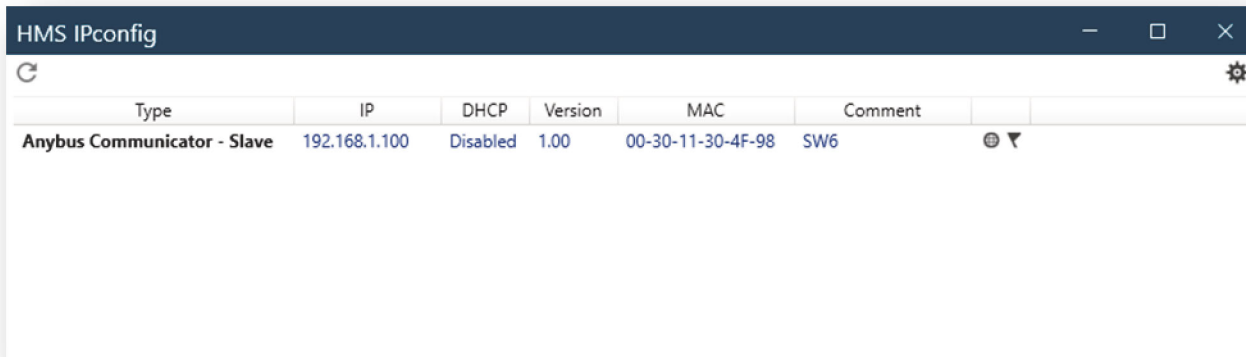 HMS IPconfig
Type IP DHCP Version MAC Comment
Anybus Communicator - Slave 192.168.1.100 Disabled 1.00 00-30-11-30-4F-98 SW6